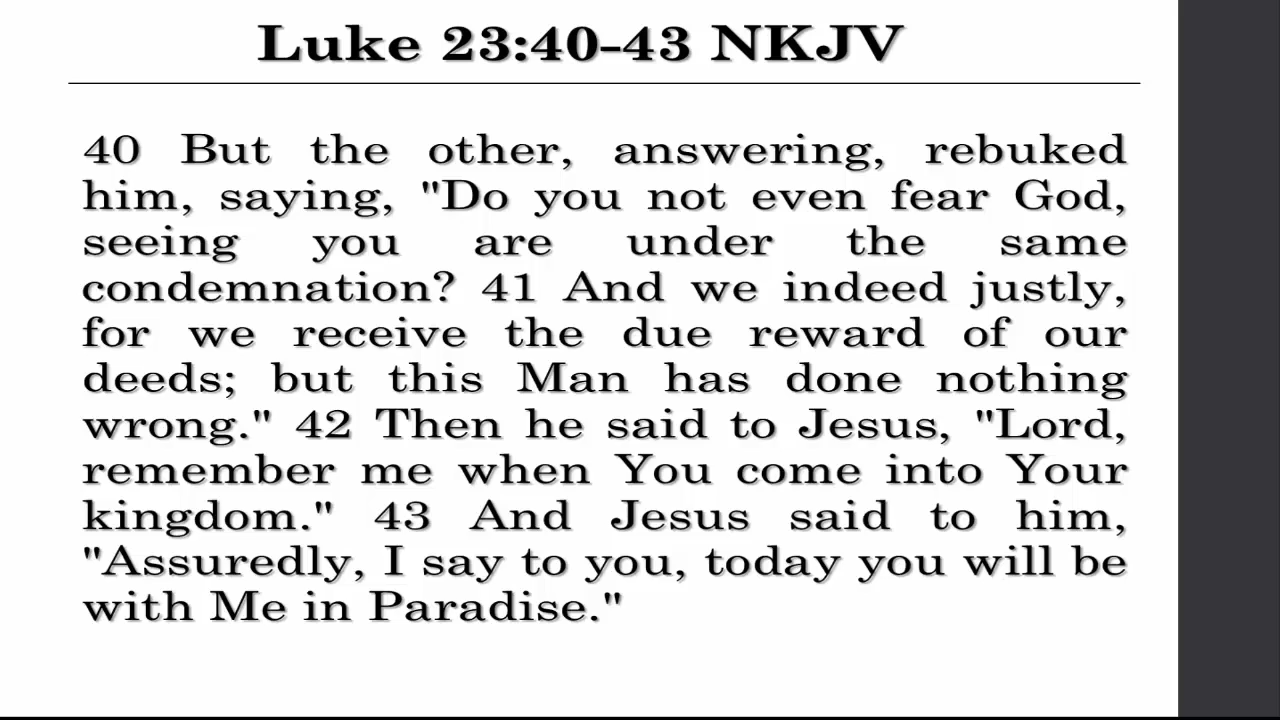 Luke 23:40-43 NKJV
40 But the other, answering, rebuked
him, saying, "Do you not even fear God,
seeing you are under the same
condemnation? 41 And we indeed justly,
for we receive the due reward of our
deeds; but this Man has done nothing
wrong." 42 Then he said to Jesus, "Lord,
remember me when You come into Your
kingdom." 43 And Jesus said to him,
"Assuredly, I say to you, today you will be
with Me in Paradise."